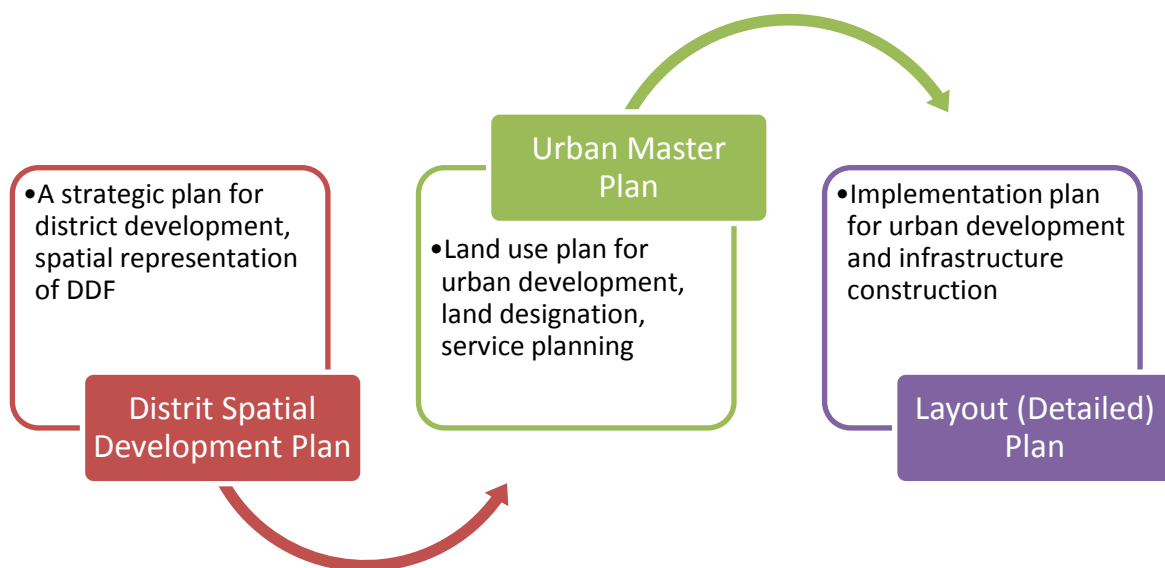 •A strategic plan for
district development,
spatial representation
of DDF
Distrit Spatial
Development Plan
Urban Master
Plan
•Land use plan for
urban development,
land designation,
service planning
•Implementation plan
for urban development
and infrastructure
construction
Layout (Detailed)
Plan